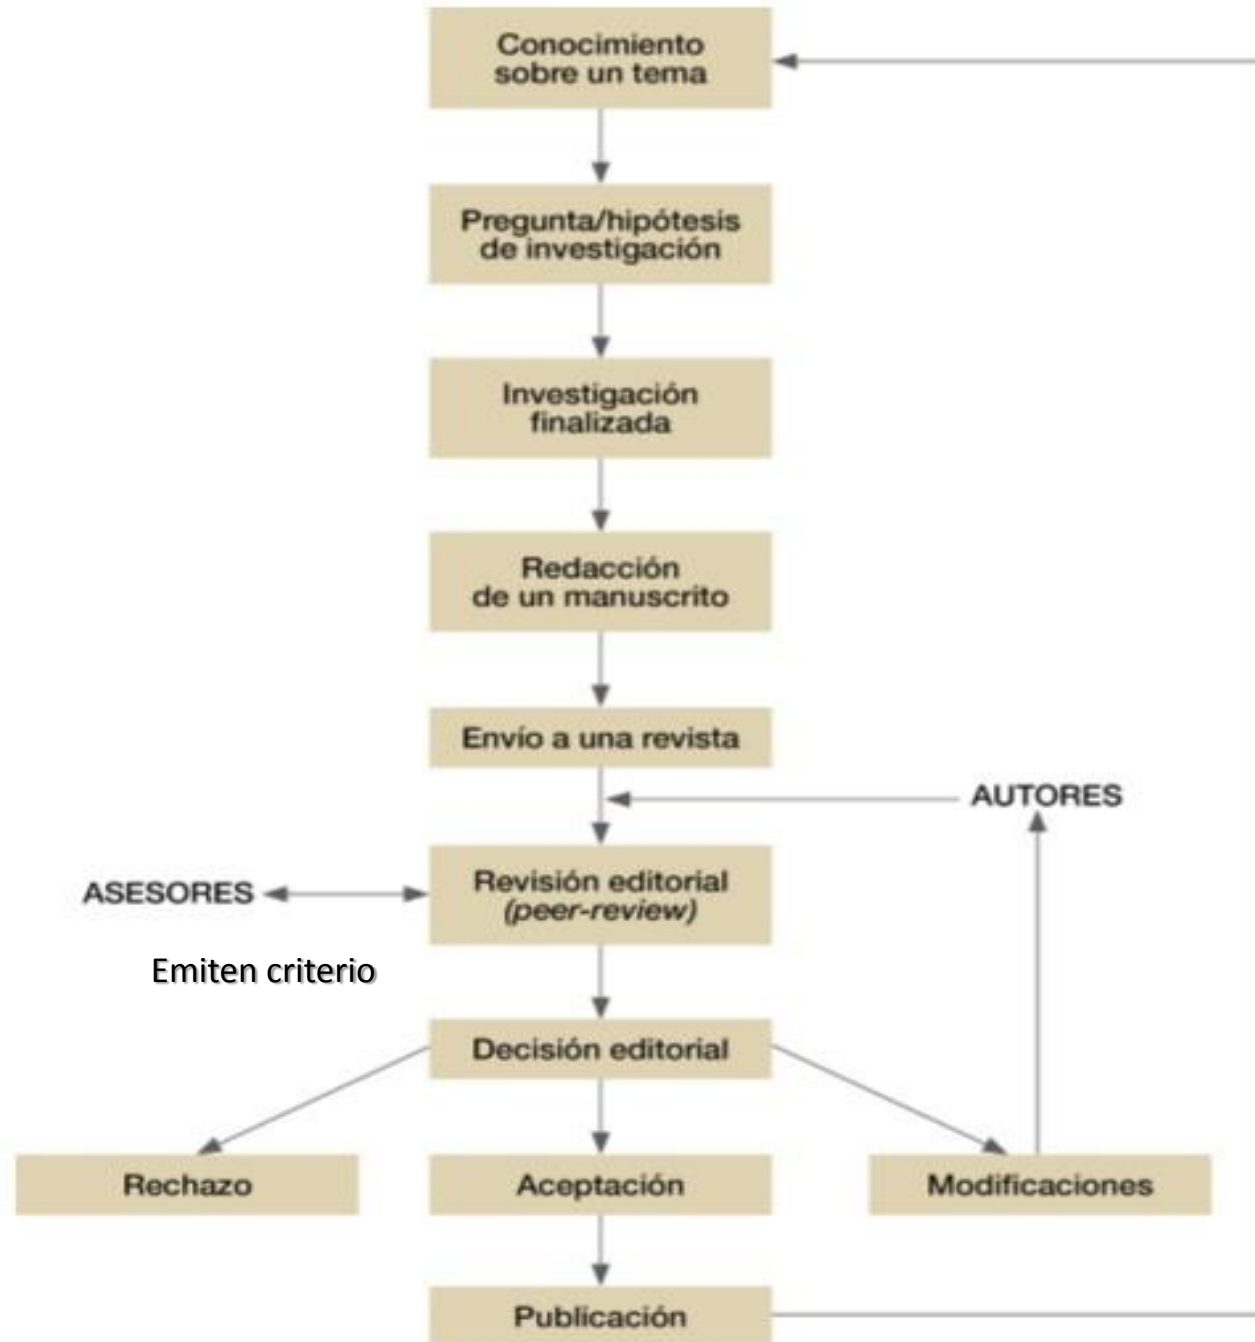 Conocimiento
sobre un tema
Pregunta/hipótesis
de investigación
Investigación
finalizada
Redacción
de un manuscrito
Envío a una revista
AUTORES
ASESORES
Revisión editorial
(peer-review)
Emiten criterio
Decisión editorial
Rechazo
Aceptación
Modificaciones
Publicación